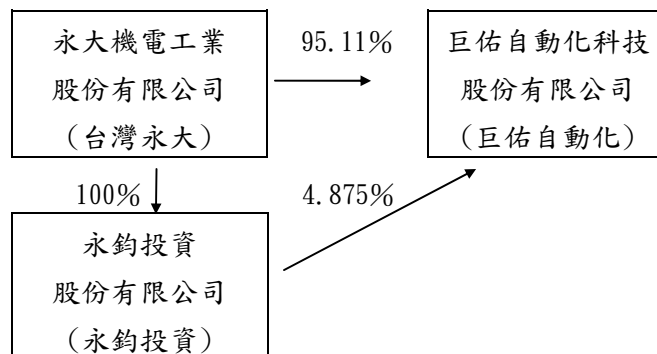 永大機電工業
股份有限公司
（台灣永大）
95.11%
巨佑自動化科技
股份有限公司
（巨佑自動化）
100%
4.875%
永鈞投資
股份有限公司
（永鈞投資）